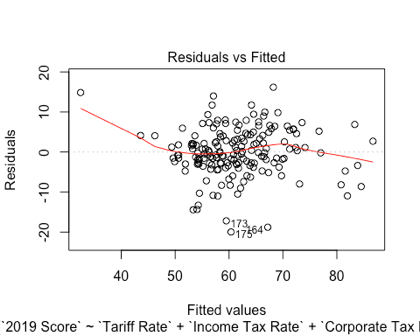 Residuals vs Fitted
Residuals
20
10
0
-10
-20
173
164
175
40 50 60 70 80
Fitted values
`2019 Score` ~ `Tariff Rate` + `Income Tax Rate` + `Corporate Tax